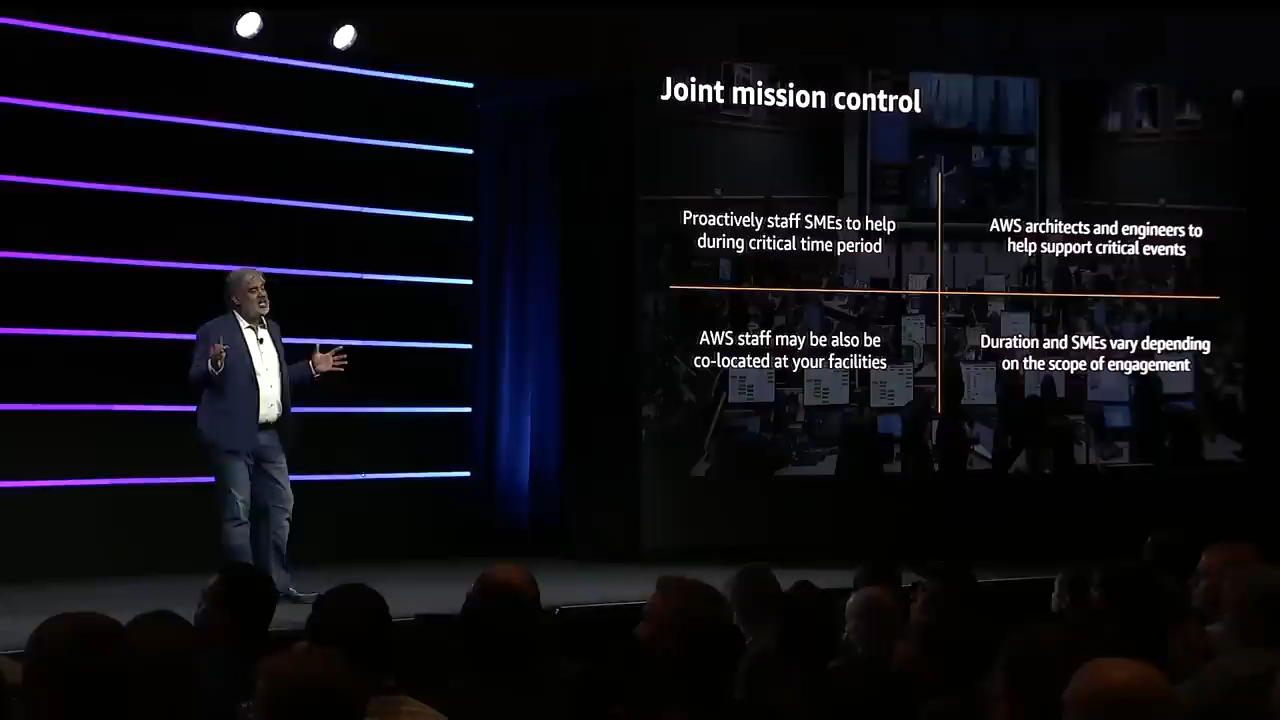 Joint mission control
Proactively staff SMEs to help
during critical time period
AWS architects and engineers to
help support critical events
AWS staff may be also be
co-located at your facilities
Duration and SMEs vary depending
on the scope of engagement